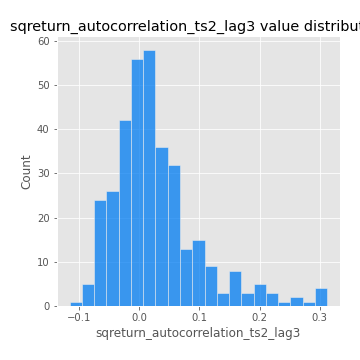 sqreturn_autocorrelation_ts2_lag3 value distribut
60
50
40
30
20
10
0
Count
−0.1 0.0 0.1 0.2 0.3
sqreturn_autocorrelation_ts2_lag3